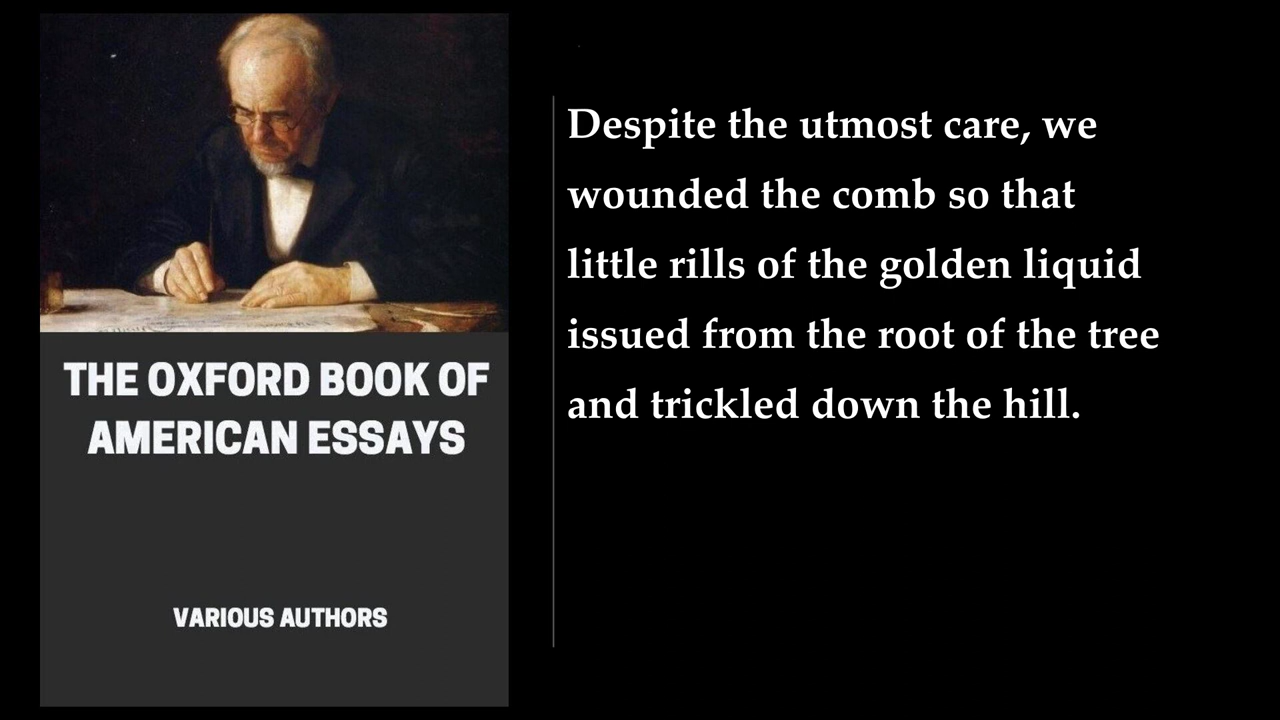 THE OXFORD BOOK OF
AMERICAN ESSAYS
VARIOUS AUTHORS
Despite the utmost care, we
wounded the comb so that
little rills of the golden liquid
issued from the root of the tree
and trickled down the hill.